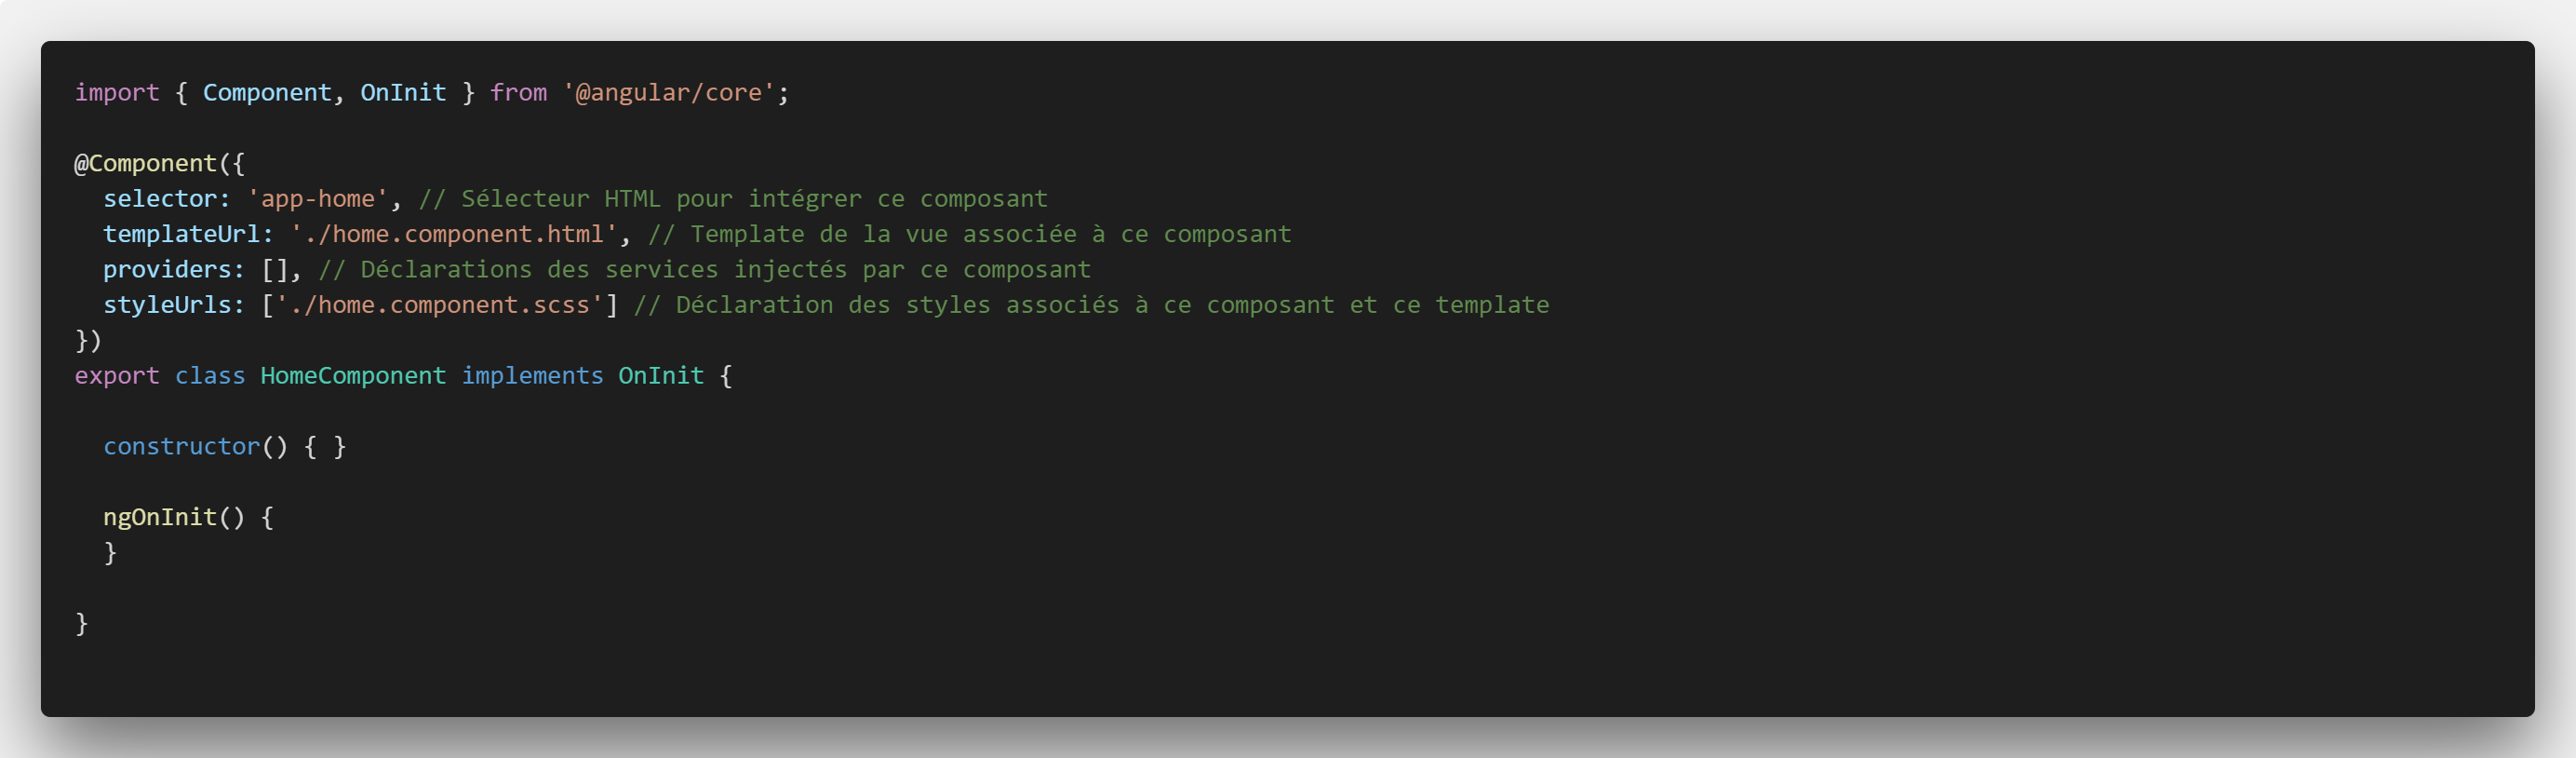 import { Component, OnInit } from '@angular/core';
@Component({
selector: 'app-home', // Sélecteur HTML pour intégrer ce composant
templateUrl: './home.component.html', // Template de la vue associée à ce composant
providers: [], // Déclarations des services injectés par ce composant
styleUrls: ['./home.component.scss'] // Déclaration des styles associés à ce composant et ce template
})
export class HomeComponent implements OnInit {
constructor() { }
ngOnInit() {
}
}